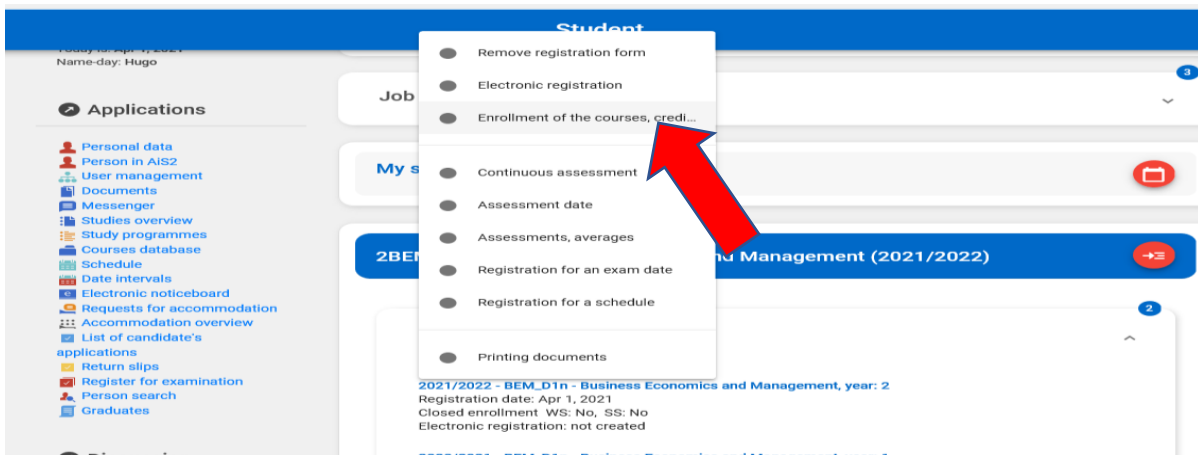 Student
Today is: Apr 1, 2021
Name-day: Hugo
Applications
Personal data
Person in AiS2
User management
Documents
Messenger
Studies overview
Study programmes
Courses database
Schedule
Date intervals
Electronic noticeboard
Requests for accommodation
Accommodation overview
List of candidate's
applications
Return slips
Register for examination
Person search
Graduates
Remove registration form
Electronic registration
Enrollment of the courses, credi...
Continuous assessment
Assessment date
Assessments, averages
Registration for an exam date
Registration for a schedule
Printing documents
Job
3
My s
2BEM
nd Management (2021/2022)
2
2021/2022 - BEM_D1n - Business Economics and Management, year: 2
Registration date: Apr 1, 2021
Closed enrollment WS: No, SS: No
Electronic registration: not created